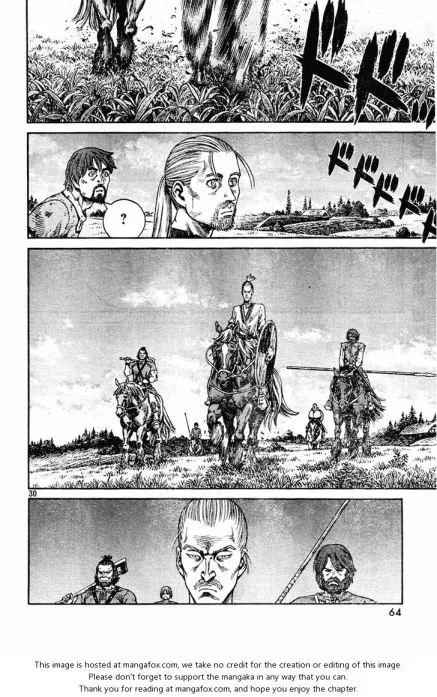 ドドッ
?
ドドドドッ
30
64
This image is hosted at mangafox.com, we take no credit for the creation or editing of this image.
Please don't forget to support the mangaka in any way that you can.
Thank you for reading at mangafox.com, and hope you enjoy the chapter.